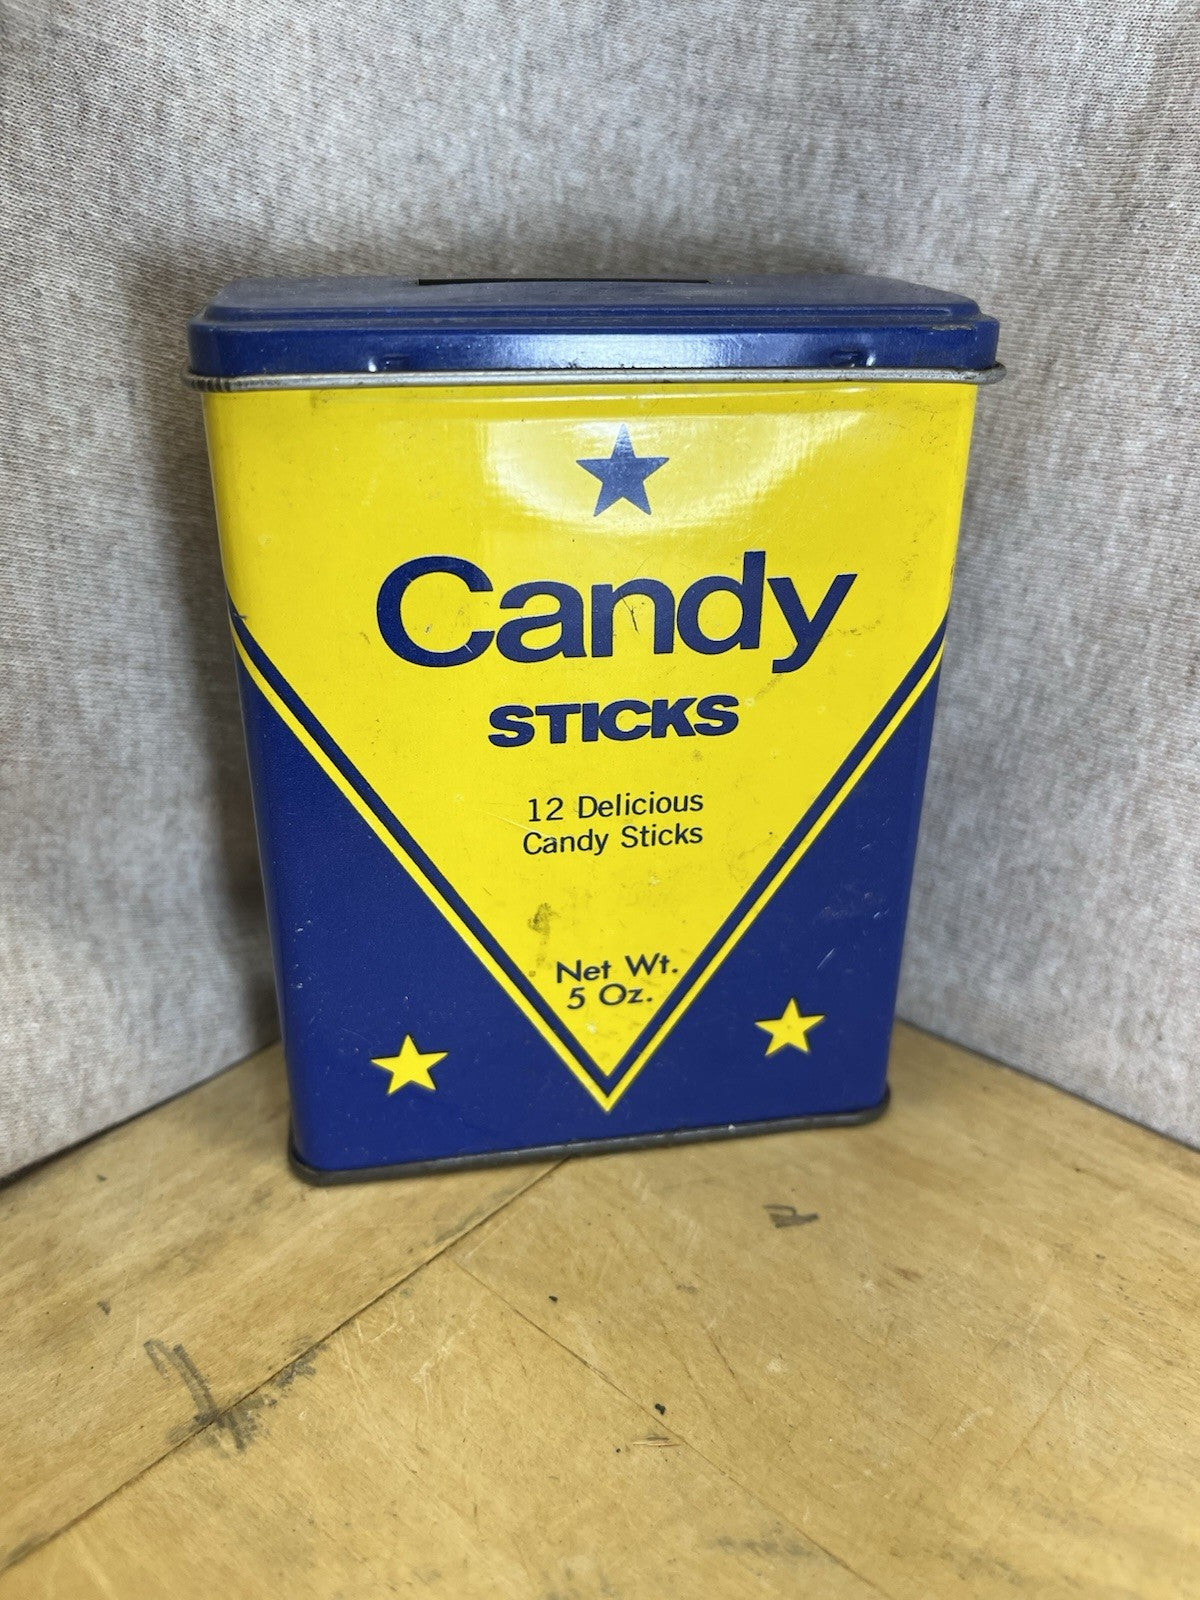 Candy
STICKS
12 Delicious
Candy Sticks
Net Wt.
5 Oz.